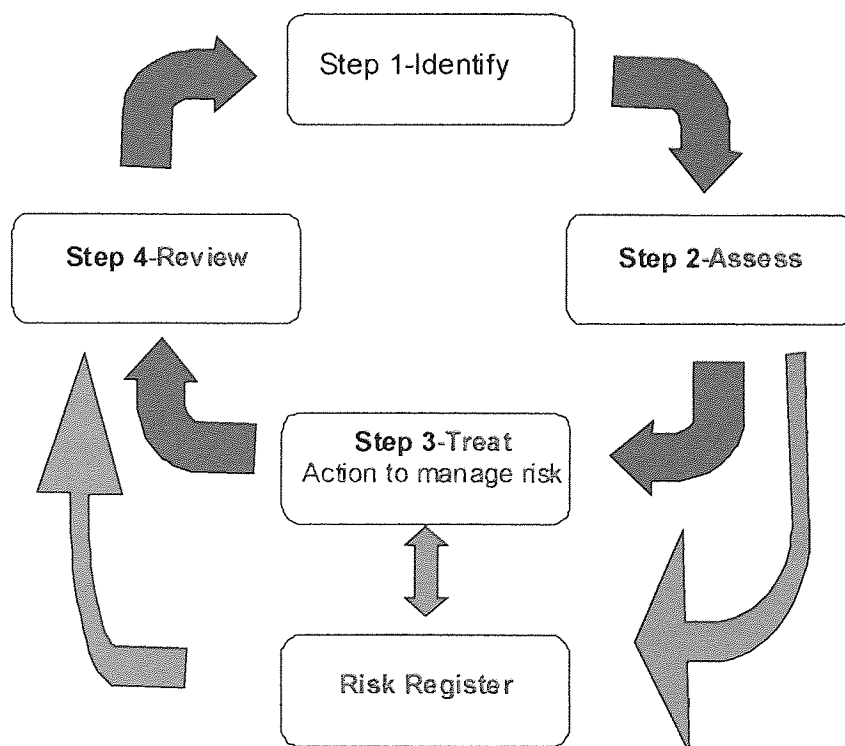 Step 1-Identify
Step 2-Assess
Step 3-Treat
Action to manage risk
Step 4-Review
Risk Register